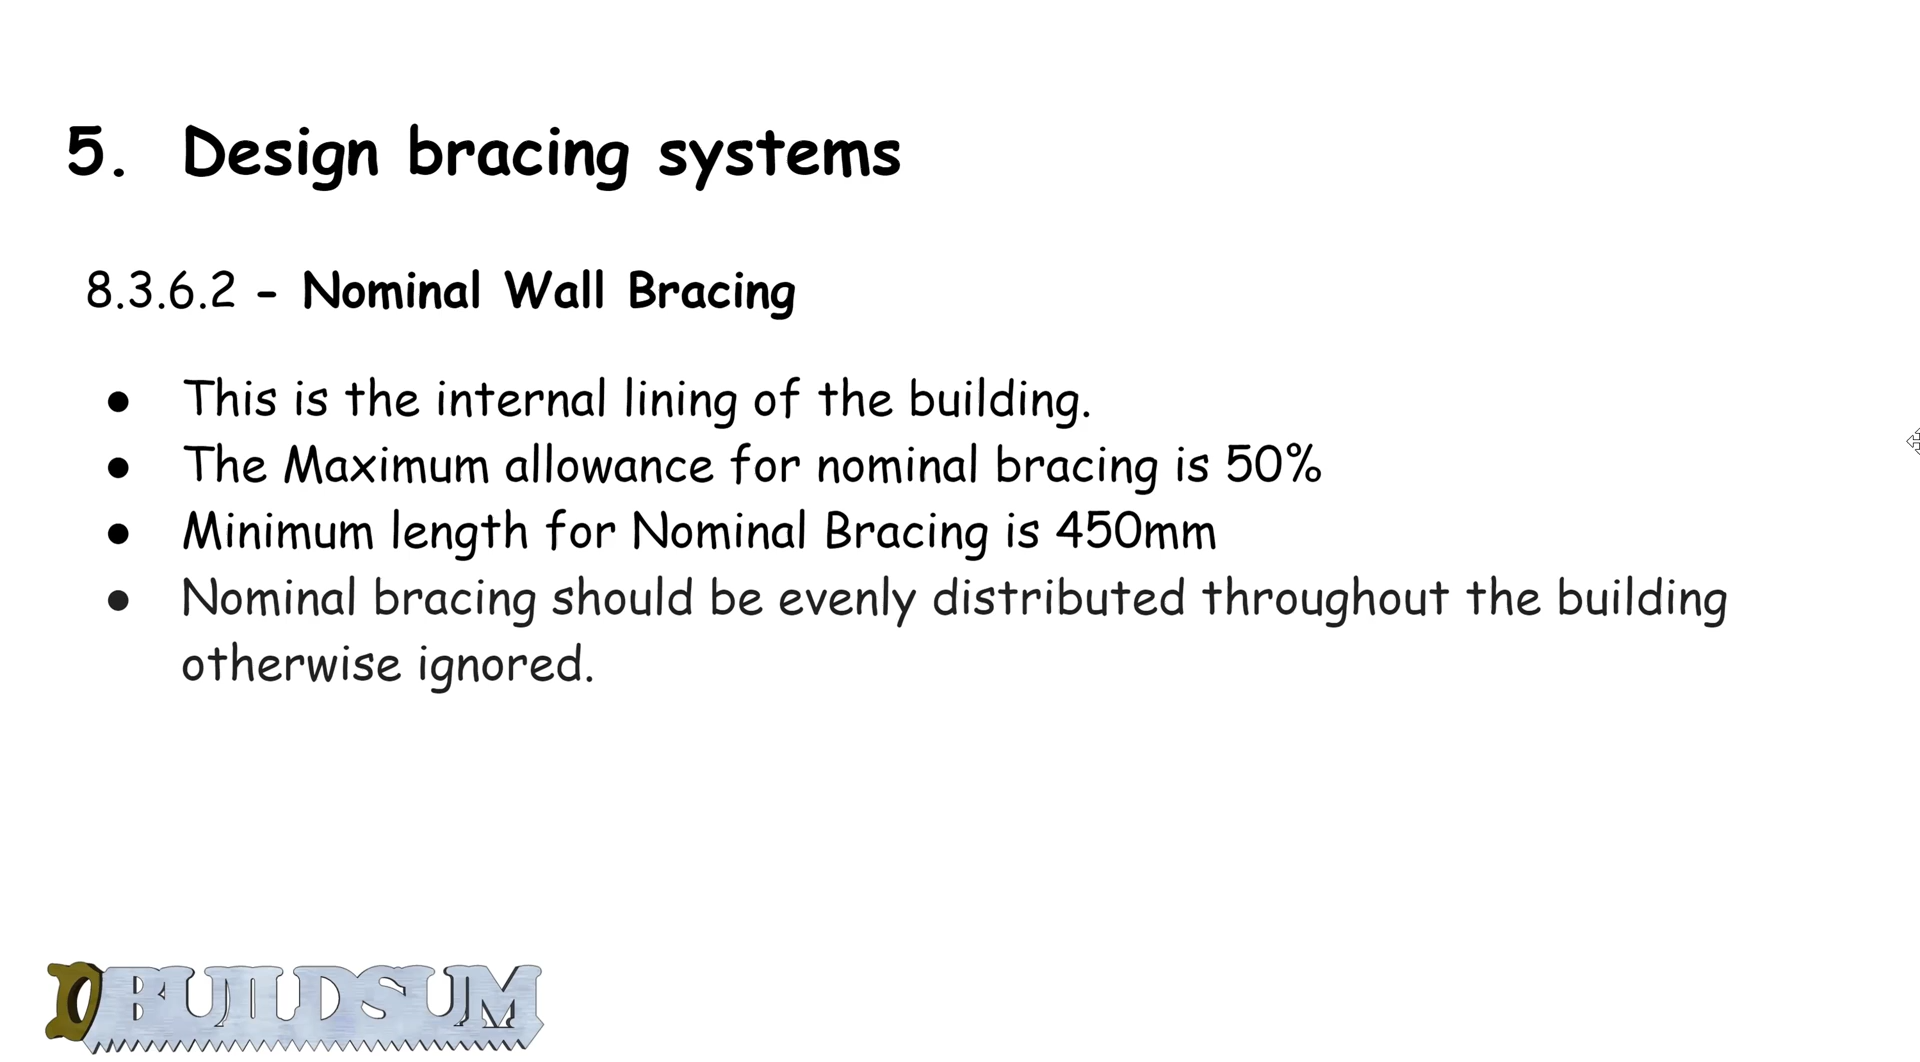 5. Design bracing systems
8.3.6.2 - Nominal Wall Bracing
● This is the internal lining of the building.
● The Maximum allowance for nominal bracing is 50%
● Minimum length for Nominal Bracing is 450mm
● Nominal bracing should be evenly distributed throughout the building
otherwise ignored.
BUILDSUM